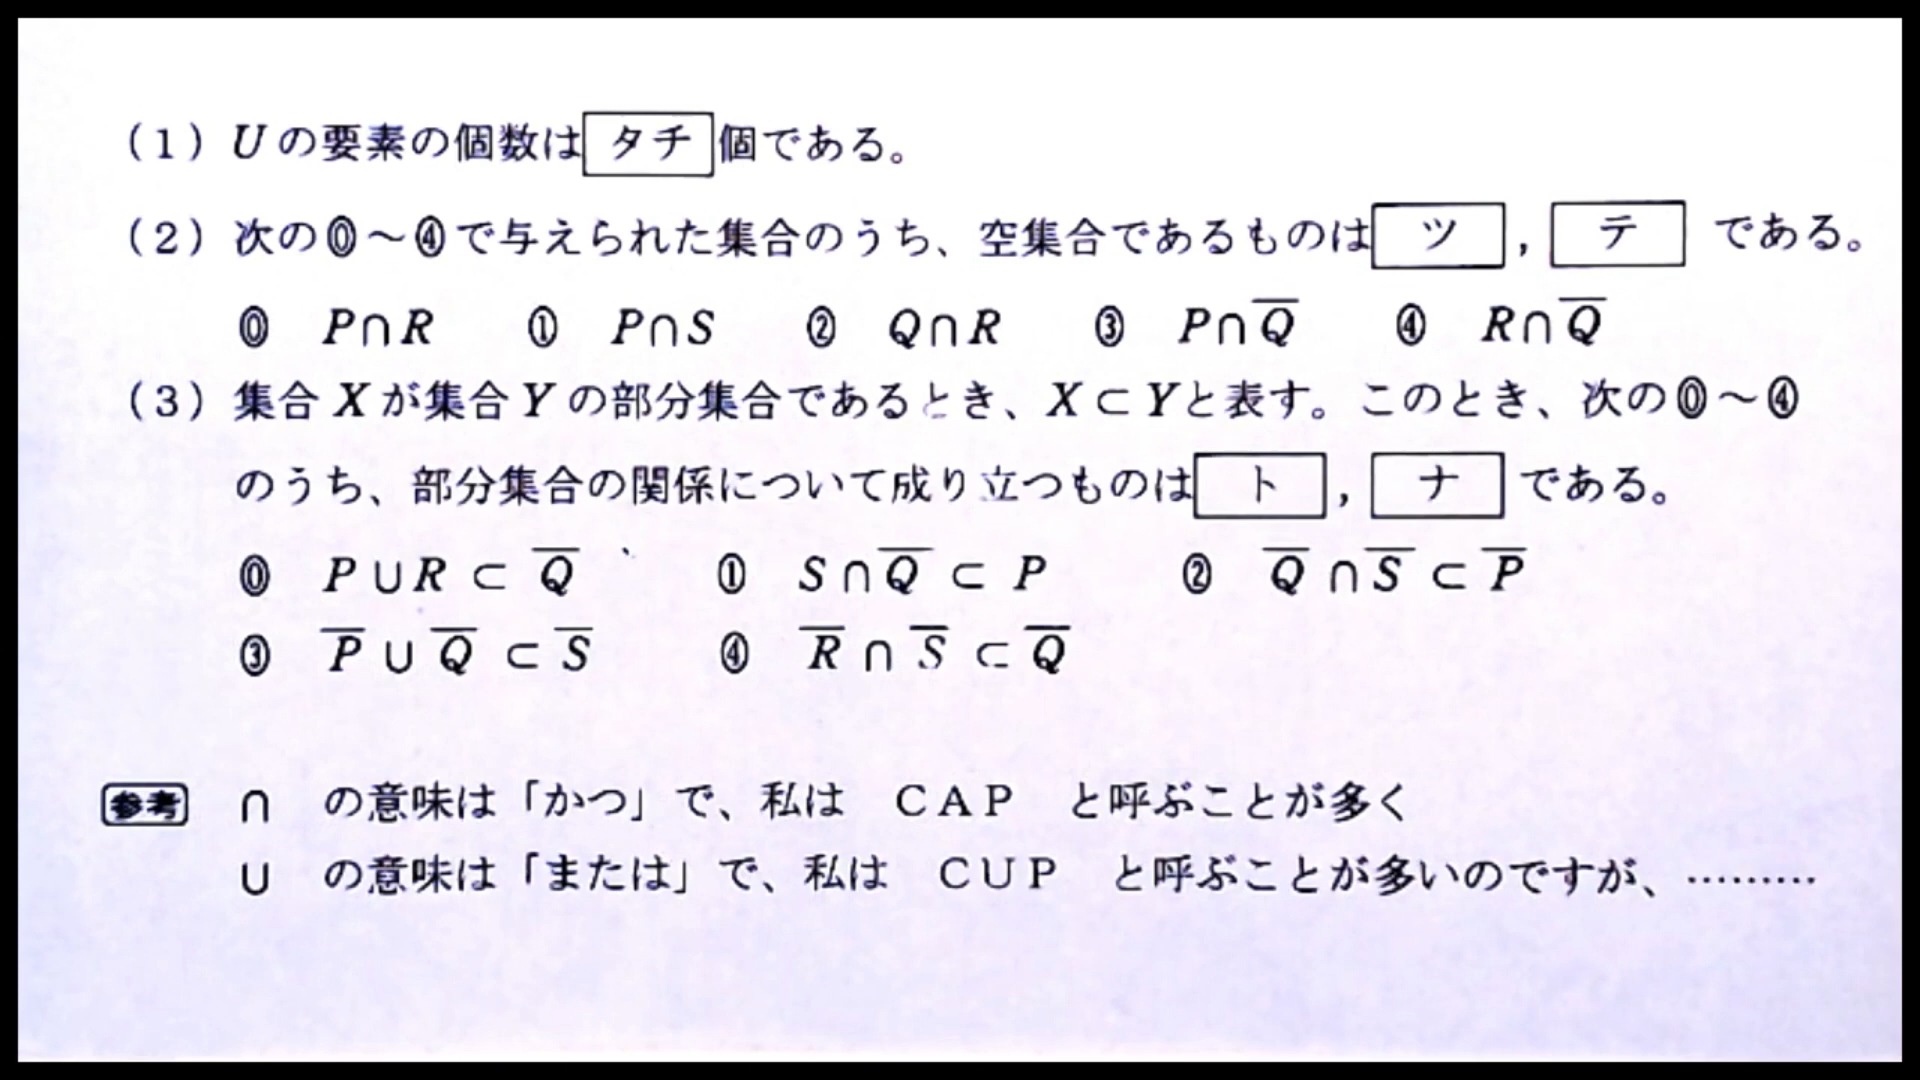 (1) Uの要素の個数は タチ 個である。
(2) 次の⓪～④で与えられた集合のうち、空集合であるものは ツ , テ である。
⓪ P∩R ① P∩S ② Q∩R ③ P∩Q̅ ④ R∩Q̅
(3) 集合Xが集合Yの部分集合であるとき、X⊂Yと表す。このとき、次の⓪～④
のうち、部分集合の関係について成り立つものは ト , ナ である。
⓪ P∪R⊂Q̅ ① S∩Q̅⊂P ② Q̅∩S̅⊂P̅
③ P̅∪Q̅⊂S̅ ④ R̅∩S̅⊂Q̅
参考 ∩ の意味は「かつ」で、私は CAP と呼ぶことが多く
∪ の意味は「または」で、私は CUP と呼ぶことが多いのですが、………